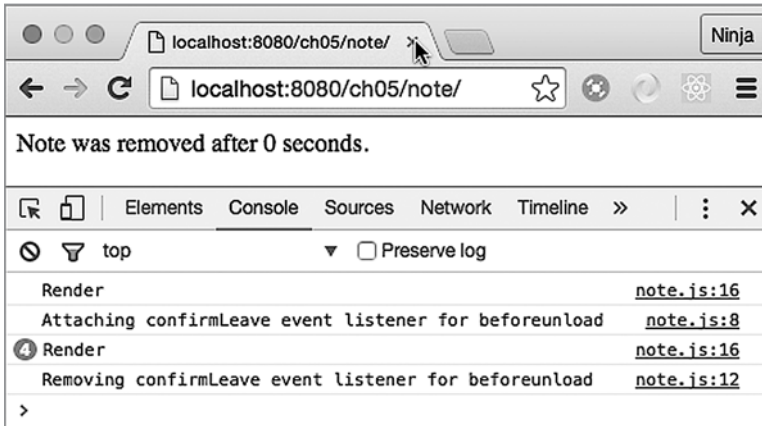 localhost:8080/ch05/note/
Ninja
localhost:8080/ch05/note/
Note was removed after 0 seconds.
Elements Console Sources Network Timeline »
top Preserve log
Render note.js:16
Attaching confirmLeave event listener for beforeunload note.js:8
4 Render note.js:16
Removing confirmLeave event listener for beforeunload note.js:12
>